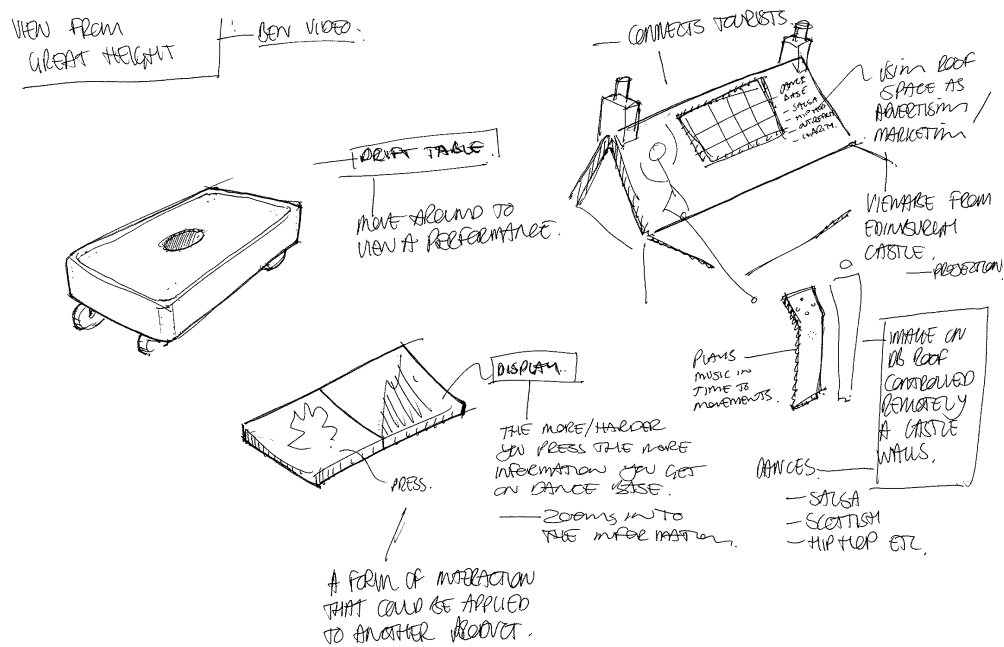 VIEW FROM
GREAT HEIGHT
BEN VIDEO.
CONNECTS TOURISTS.
DANCE
BASE
- SALSA
- HIP HOP
- OUTREACH
- CHARITY.
USING ROOF
SPACE AS
ADVERTISING/
MARKETING
VIEWABLE FROM
EDINBURGH
CASTLE.
- PROJECTION
DRIFT TABLE.
MOVE AROUND TO
VIEW A PERFORMANCE.
DISPLAY.
THE MORE/HARDER
YOU PRESS THE MORE
INFORMATION YOU GET
ON DANCE BASE.
- ZOOMS IN TO
THE INFORMATION.
PRESS.
A FORM OF INTERACTION
THAT COULD BE APPLIED
TO ANOTHER PRODUCT.
PLAYS
MUSIC IN
TIME TO
MOVEMENTS.
IMAGE ON
DB ROOF
CONTROLLED
REMOTELY
A CASTLE
WALLS.
DANCES.
- SALSA
- SCOTTISH
- HIP HOP ETC.